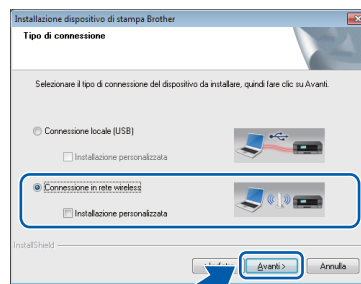 Installazione dispositivo di stampa Brother
Tipo di connessione
Selezionare il tipo di connessione del dispositivo da installare, quindi fare clic su Avanti.
Connessione locale (USB)
Installazione personalizzata
Connessione in rete wireless
Installazione personalizzata
InstallShield
Avanti > Annulla